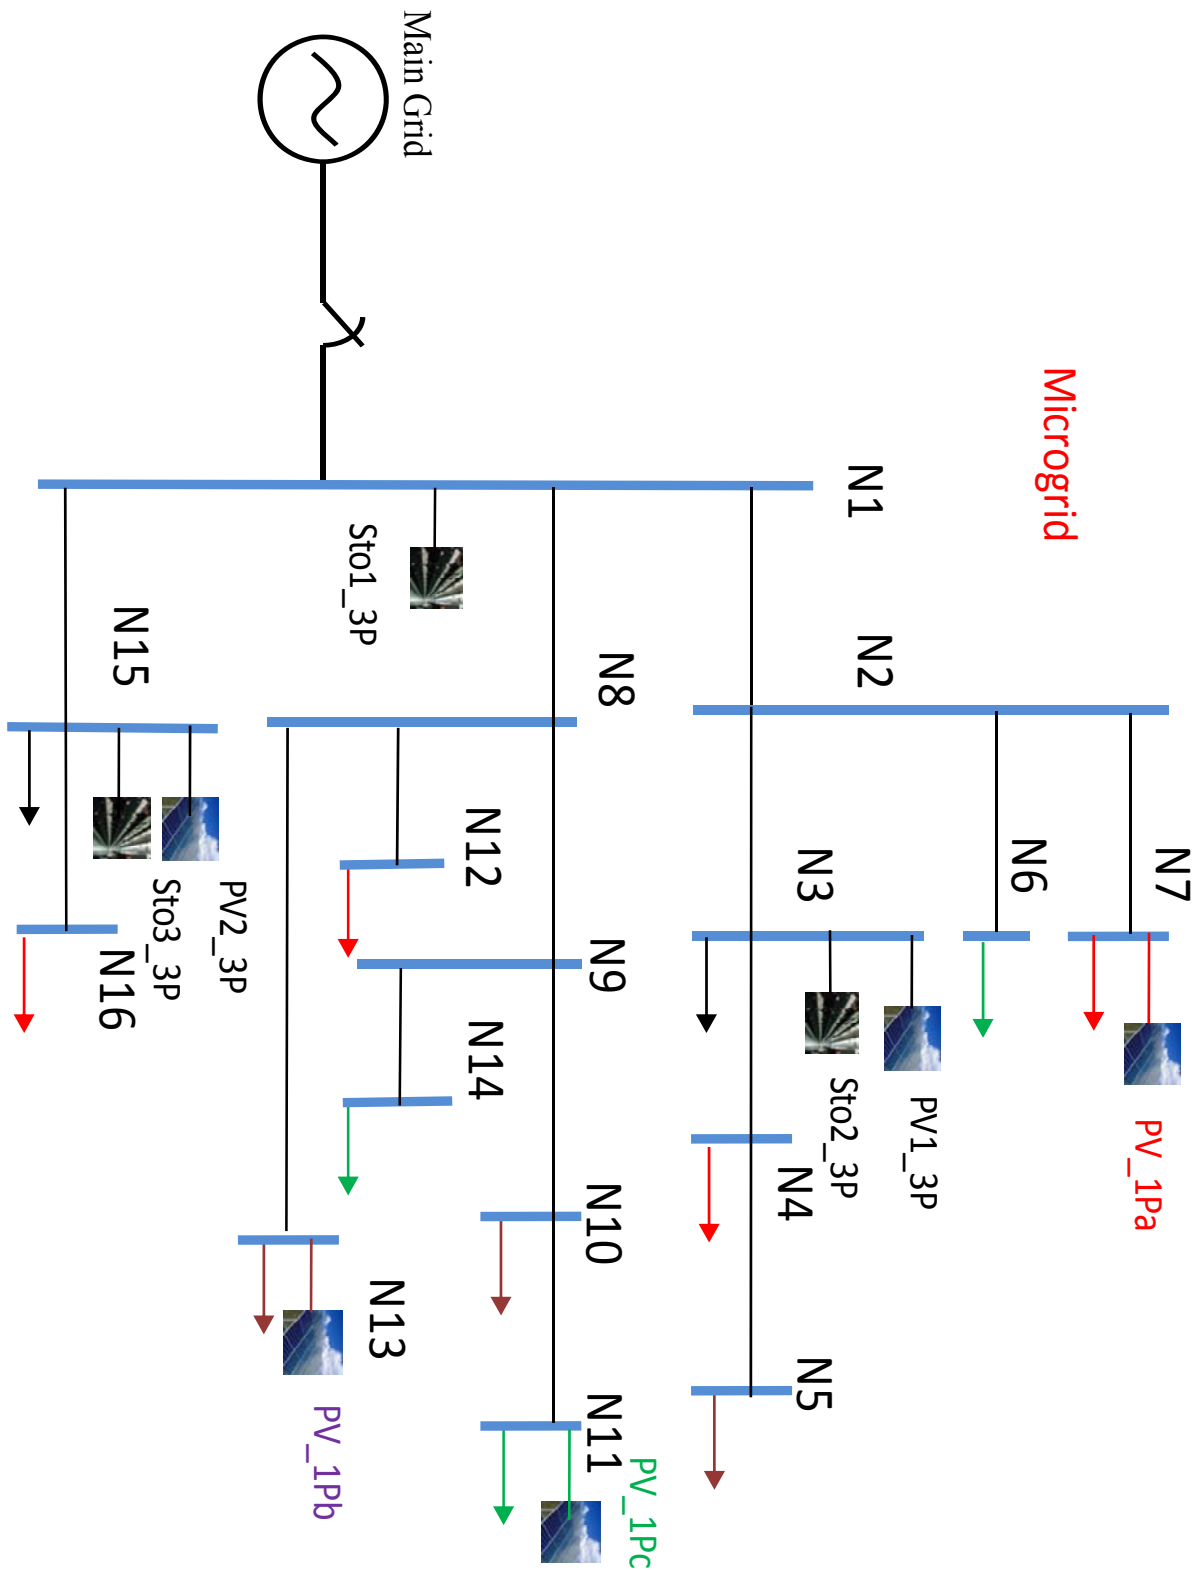 Main Grid
Microgrid
N1
Sto1_3P
N2
N8
N15
N7
N6
N3
N12
N9
N16
PV2_3P
Sto3_3P
N14
PV_1Pa
PV1_3P
Sto2_3P
N4
N10
N13
N5
N11
PV_1Pb
PV_1Pc